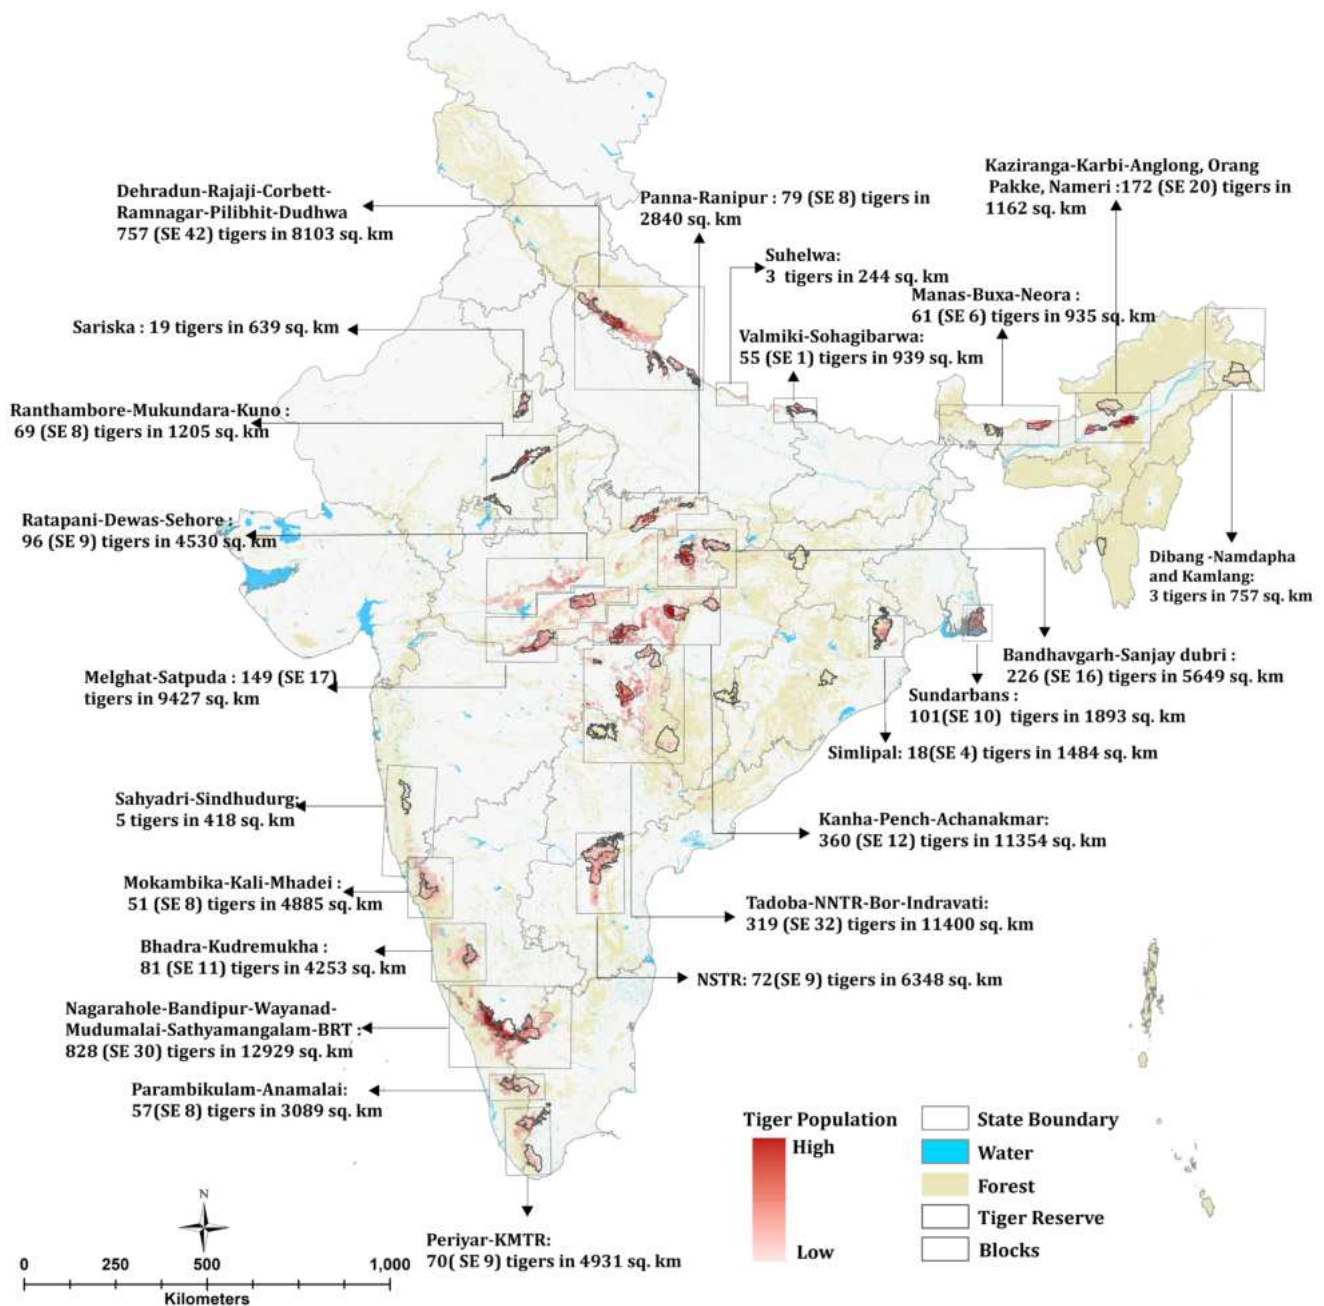 Dehradun-Rajaji-Corbett-
Ramnagar-Pilibhit-Dudhwa
757 (SE 42) tigers in 8103 sq. km
Panna-Ranipur : 79 (SE 8) tigers in
2840 sq. km
Kaziranga-Karbi-Anglong, Orang
Pakke, Nameri :172 (SE 20) tigers in
1162 sq. km
Suhelwa:
3 tigers in 244 sq. km
Manas-Buxa-Neora :
61 (SE 6) tigers in 935 sq. km
Sariska : 19 tigers in 639 sq. km
Valmiki-Sohagibarwa:
55 (SE 1) tigers in 939 sq. km
Ranthambore-Mukundara-Kuno :
69 (SE 8) tigers in 1205 sq. km
Ratapani-Dewas-Sehore :
96 (SE 9) tigers in 4530 sq. km
Dibang -Namdapha
and Kamlang:
3 tigers in 757 sq. km
Melghat-Satpuda : 149 (SE 17)
tigers in 9427 sq. km
Bandhavgarh-Sanjay dubri :
226 (SE 16) tigers in 5649 sq. km
Sundarbans :
101(SE 10) tigers in 1893 sq. km
Simlipal: 18(SE 4) tigers in 1484 sq. km
Sahyadri-Sindhudurg:
5 tigers in 418 sq. km
Kanha-Pench-Achanakmar:
360 (SE 12) tigers in 11354 sq. km
Mokambika-Kali-Mhadei :
51 (SE 8) tigers in 4885 sq. km
Tadoba-NNTR-Bor-Indravati:
319 (SE 32) tigers in 11400 sq. km
Bhadra-Kudremukha :
81 (SE 11) tigers in 4253 sq. km
NSTR: 72(SE 9) tigers in 6348 sq. km
Nagarahole-Bandipur-Wayanad-
Mudumalai-Sathyamangalam-BRT :
828 (SE 30) tigers in 12929 sq. km
Parambikulam-Anamalai:
57(SE 8) tigers in 3089 sq. km
Periyar-KMTR:
70( SE 9) tigers in 4931 sq. km
Tiger Population
High
Low
State Boundary
Water
Forest
Tiger Reserve
Blocks
N
0 250 500 1,000
Kilometers